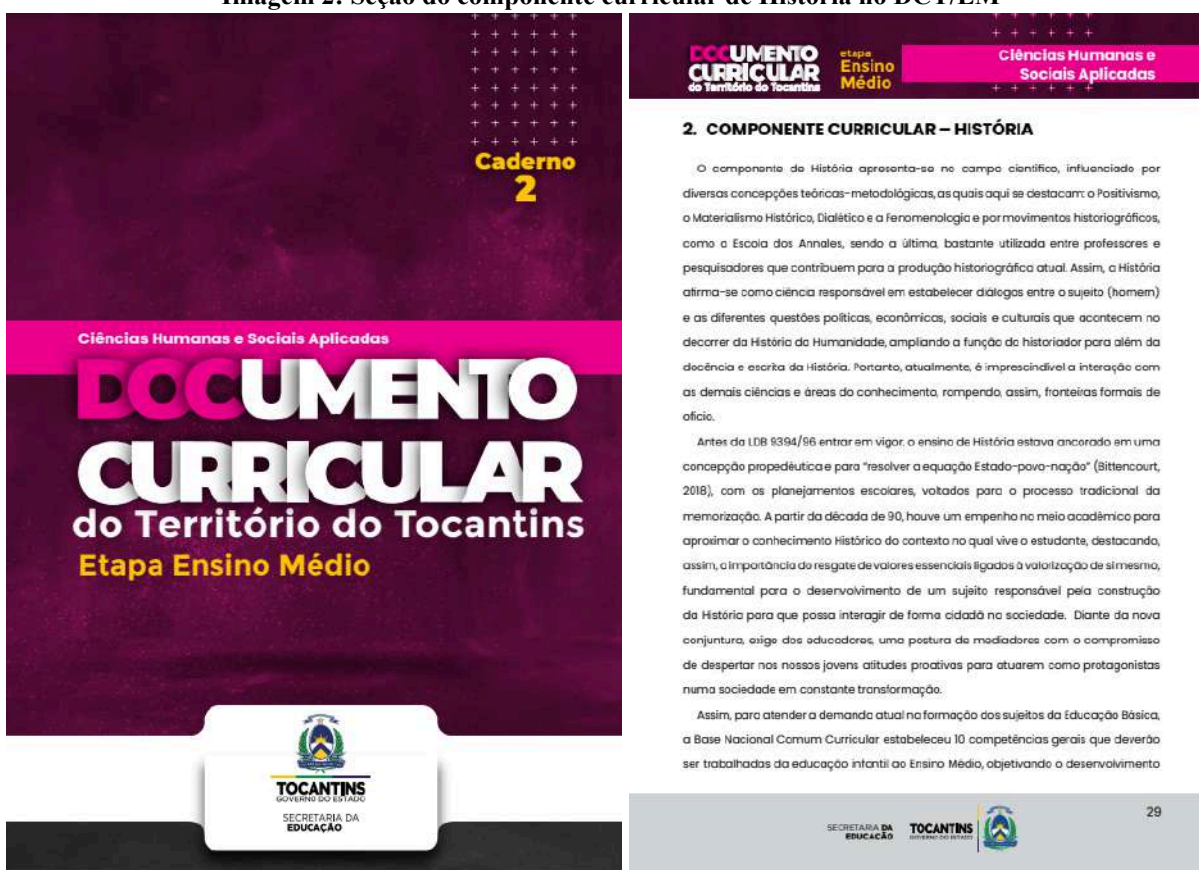 Imagem 2: Seção do componente curricular de História no DCT/EM
Caderno
2
Ciências Humanas e Sociais Aplicadas
DOCUMENTO
CURRICULAR
do Território do Tocantins
Etapa Ensino Médio
TOCANTINS
GOVERNO DO ESTADO
SECRETARIA DA
EDUCAÇÃO
DOCUMENTO
CURRICULAR
do Território do Tocantins
etapa
Ensino
Médio
Ciências Humanas e
Sociais Aplicadas
2. COMPONENTE CURRICULAR – HISTÓRIA
O componente de História apresenta-se no campo científico, influenciado por
diversas concepções teóricas-metodológicas, as quais aqui se destacam: o Positivismo,
o Materialismo Histórico, Dialético e a Fenomenologia e por movimentos historiográficos,
como a Escola dos Annales, sendo a última, bastante utilizada entre professores e
pesquisadores que contribuem para a produção historiográfica atual. Assim, a História
afirma-se como ciência responsável em estabelecer diálogos entre o sujeito (homem)
e as diferentes questões políticas, econômicas, sociais e culturais que acontecem no
decorrer da História da Humanidade, ampliando a função do historiador para além da
docência e escrita da História. Portanto, atualmente, é imprescindível a interação com
as demais ciências e áreas do conhecimento, rompendo, assim, fronteiras formais de
ofício.
Antes da LDB 9394/96 entrar em vigor, o ensino de História estava ancorado em uma
concepção propedêutica e para "resolver a equação Estado-povo-nação" (Bittencourt,
2018), com os planejamentos escolares, voltados para o processo tradicional da
memorização. A partir da década de 90, houve um empenho no meio acadêmico para
aproximar o conhecimento Histórico do contexto no qual vive o estudante, destacando,
assim, a importância do resgate de valores essenciais ligados à valorização de si mesmo,
fundamental para o desenvolvimento de um sujeito responsável pela construção
da História para que possa interagir de forma cidadã na sociedade. Diante da nova
conjuntura, exige dos educadores, uma postura de mediadores com o compromisso
de despertar nos nossos jovens atitudes proativas para atuarem como protagonistas
numa sociedade em constante transformação.
Assim, para atender a demanda atual na formação dos sujeitos da Educação Básica,
a Base Nacional Comum Curricular estabeleceu 10 competências gerais que deverão
ser trabalhadas da educação infantil ao Ensino Médio, objetivando o desenvolvimento
SECRETARIA DA
EDUCAÇÃO
TOCANTINS
GOVERNO DO ESTADO
29